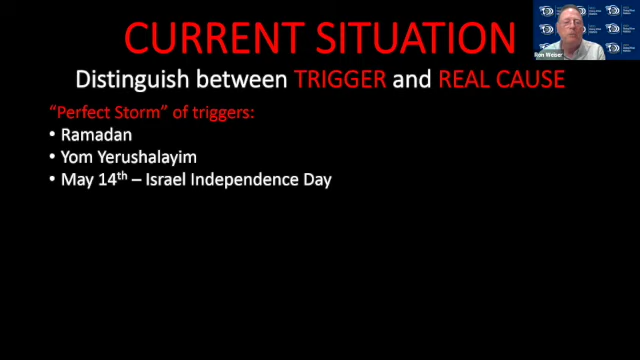 CURRENT SITUATION
Distinguish between TRIGGER and REAL CAUSE
“Perfect Storm” of triggers:
• Ramadan
• Yom Yerushalayim
• May 14th – Israel Independence Day
Ron Weiser